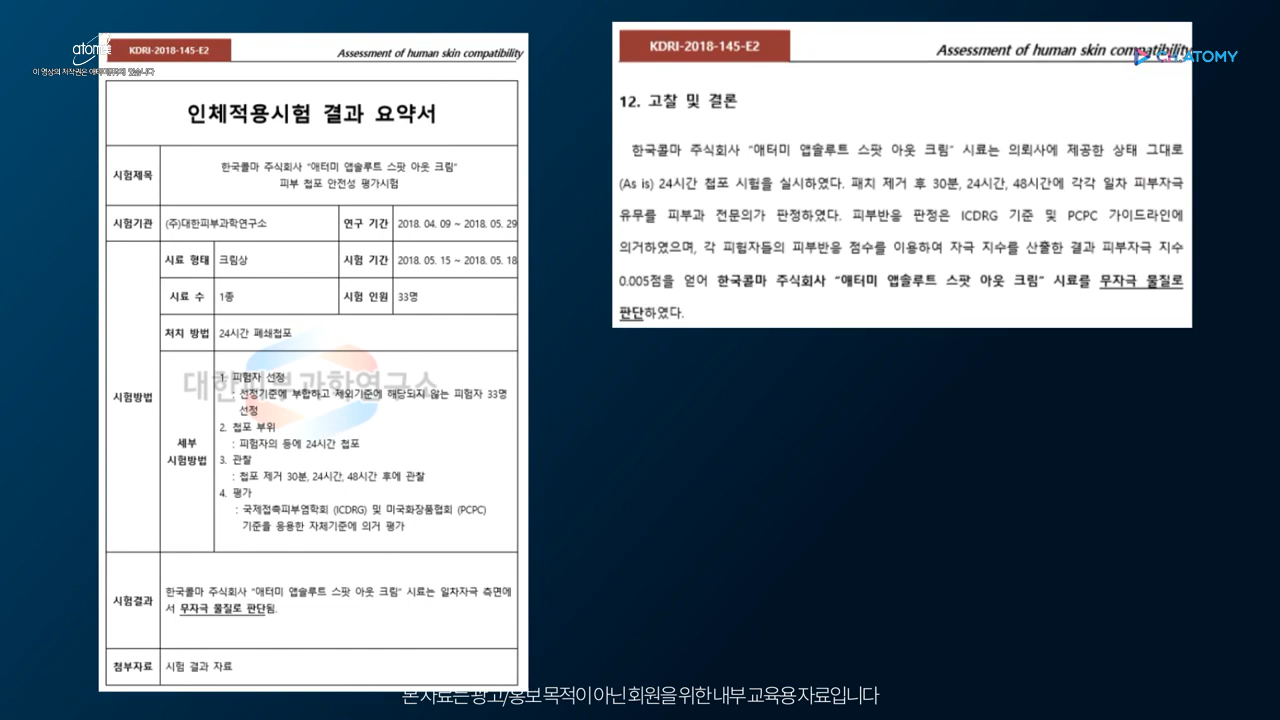 atomy
이 영상의 저작권은 애터미(주)에 있습니다
KDRI-2018-145-E2
Assessment of human skin compatibility
인체적용시험 결과 요약서
시험제목
한국콜마 주식회사 “애터미 앱솔루트 스팟 아웃 크림”
피부 첩포 안전성 평가시험
시험기관 (주)대한피부과학연구소 연구 기간 2018. 04. 09 ~ 2018. 05. 29
시험방법
시료 형태 크림상 시험 기간 2018. 05. 15 ~ 2018. 05. 18
시료 수 1종 시험 인원 33명
처치 방법 24시간 폐쇄첩포
세부
시험방법
대한피부과학연구소
1. 피험자 선정
: 선정기준에 부합하고 제외기준에 해당되지 않는 피험자 33명
선정
2. 첩포 부위
: 피험자의 등에 24시간 첩포
3. 관찰
: 첩포 제거 30분, 24시간, 48시간 후에 관찰
4. 평가
: 국제접촉피부염학회 (ICDRG) 및 미국화장품협회 (PCPC)
기준을 응용한 자체기준에 의거 평가
시험결과
한국콜마 주식회사 “애터미 앱솔루트 스팟 아웃 크림” 시료는 일차자극 측면에
서 무자극 물질로 판단됨.
첨부자료 시험 결과 자료
KDRI-2018-145-E2
Assessment of human skin compatibility
CH.ATOMY
12. 고찰 및 결론
한국콜마 주식회사 “애터미 앱솔루트 스팟 아웃 크림” 시료는 의뢰사에 제공한 상태 그대로
(As is) 24시간 첩포 시험을 실시하였다. 패치 제거 후 30분, 24시간, 48시간에 각각 일차 피부자극
유무를 피부과 전문의가 판정하였다. 피부반응 판정은 ICDRG 기준 및 PCPC 가이드라인에
의거하였으며, 각 피험자들의 피부반응 점수를 이용하여 자극 지수를 산출한 결과 피부자극 지수
0.005점을 얻어 한국콜마 주식회사 “애터미 앱솔루트 스팟 아웃 크림” 시료를 무자극 물질로
판단하였다.
본 자료는 광고/홍보 목적이 아닌 회원을 위한 내부 교육용 자료입니다